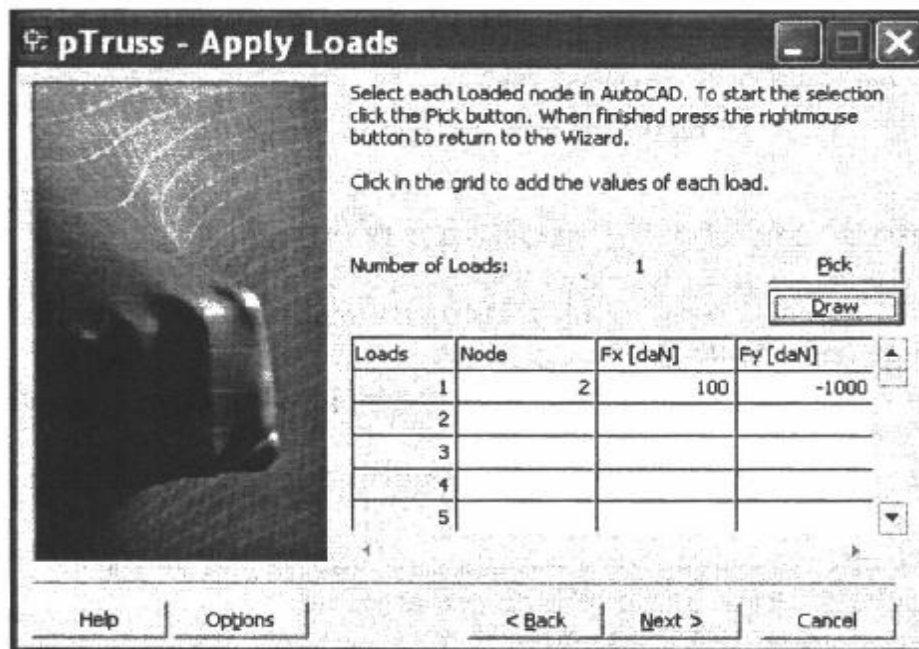 pTruss - Apply Loads
Select each Loaded node in AutoCAD. To start the selection
click the Pick button. When finished press the rightmouse
button to return to the Wizard.
Click in the grid to add the values of each load.
Number of Loads: 1 Pick
Draw
Loads Node Fx [daN] Fy [daN]
1 2 100 -1000
2
3
4
5
Help Options < Back Next > Cancel